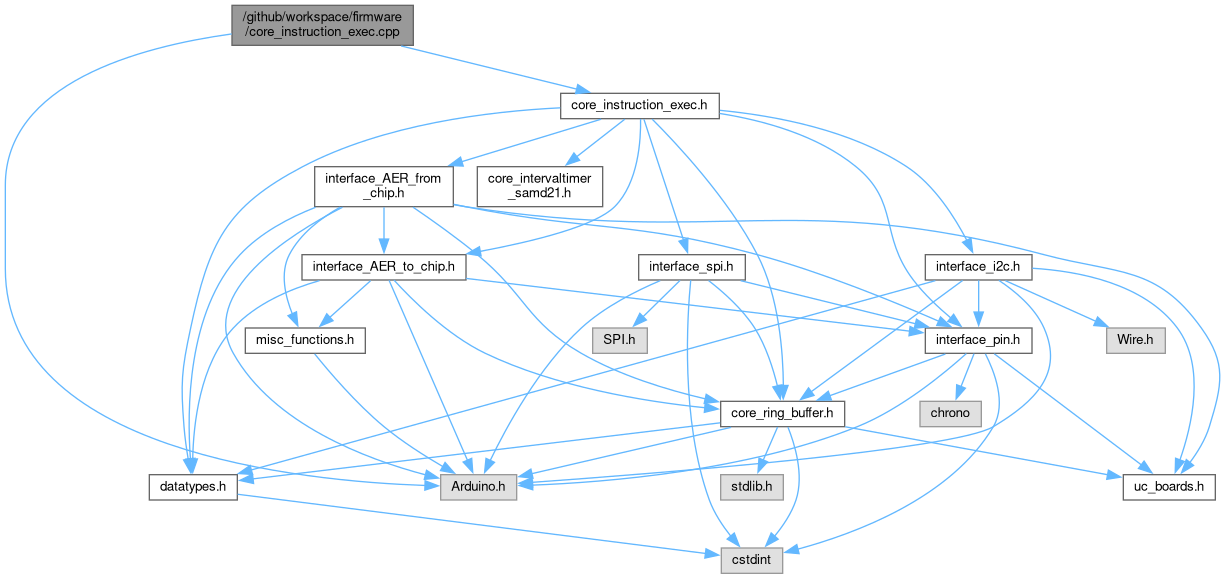 /github/workspace/firmware
/core_instruction_exec.cpp
core_instruction_exec.h
interface_AER_from
_chip.h
core_intervaltimer
_samd21.h
interface_AER_to_chip.h
interface_spi.h
interface_i2c.h
misc_functions.h
SPI.h
interface_pin.h
Wire.h
core_ring_buffer.h
chrono
datatypes.h
Arduino.h
stdlib.h
uc_boards.h
cstdint